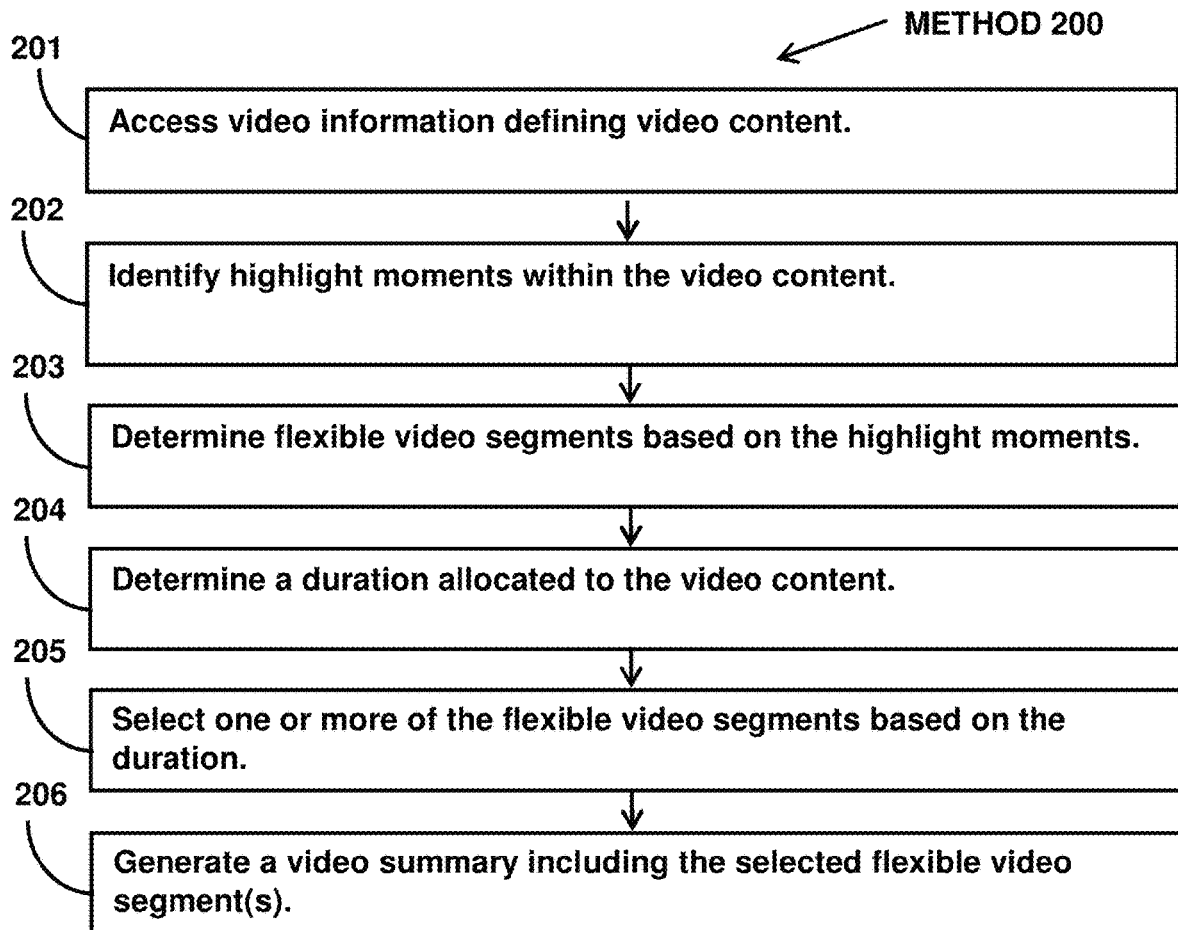 METHOD 200
201
Access video information defining video content.
202
Identify highlight moments within the video content.
203
Determine flexible video segments based on the highlight moments.
204
Determine a duration allocated to the video content.
205
Select one or more of the flexible video segments based on the
duration.
206
Generate a video summary including the selected flexible video
segment(s).